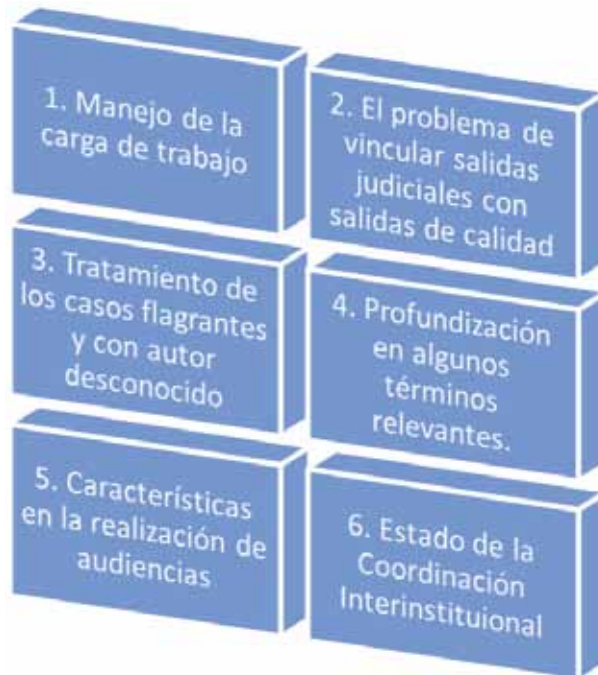 1. Manejo de la
carga de trabajo
2. El problema de
vincular salidas
judiciales con
salidas de calidad
3. Tratamiento de
los casos flagrantes
y con autor
desconocido
4. Profundización
en algunos
términos
relevantes.
5. Características
en la realización de
audiencias
6. Estado de la
Coordinación
Interinstituional